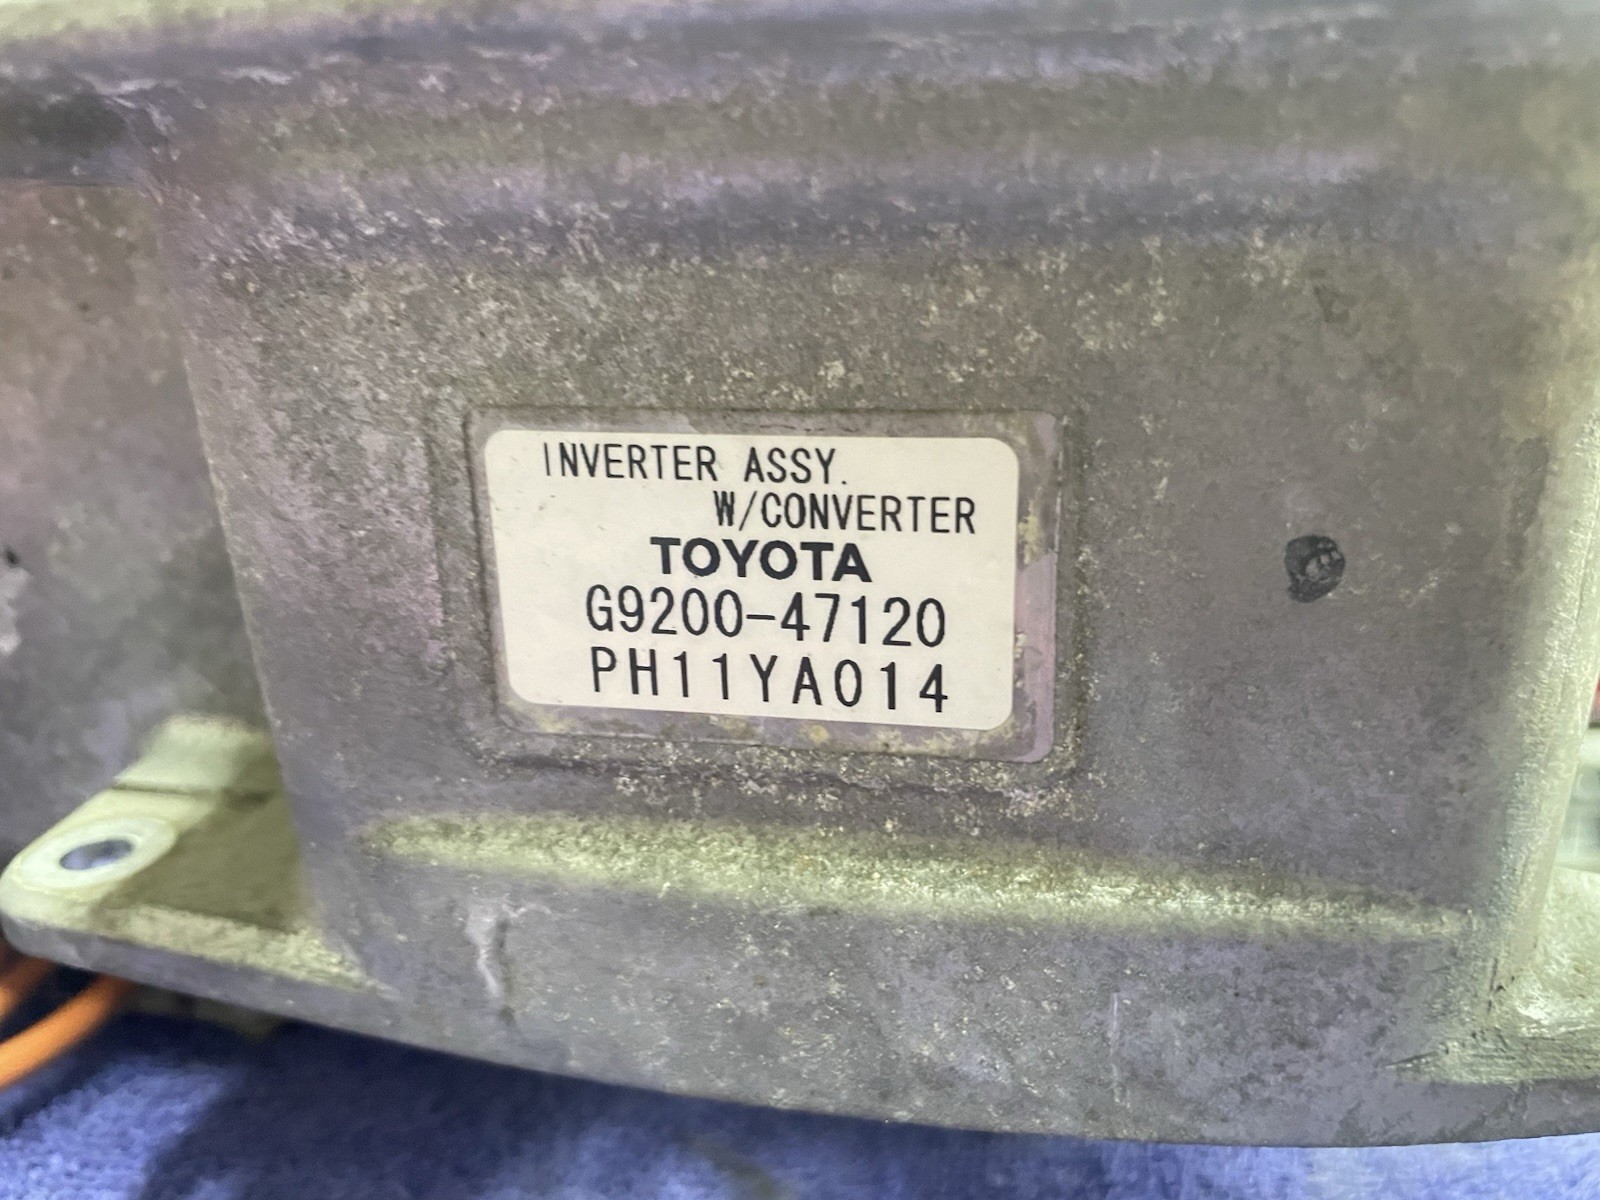 INVERTER ASSY.
W/CONVERTER
TOYOTA
G9200-47120
PH11YA014